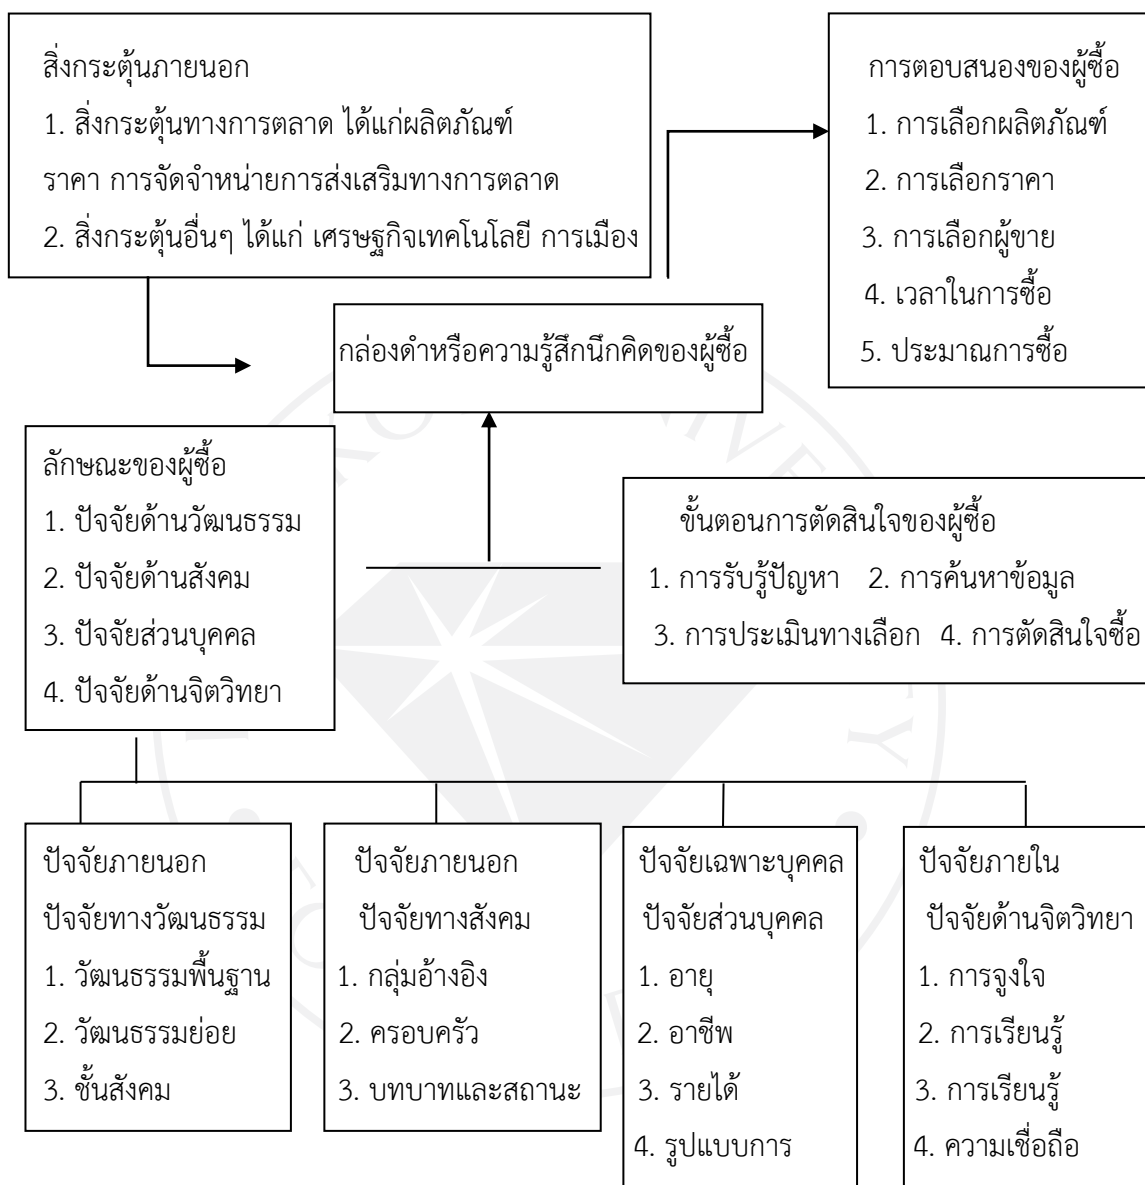 สิ่งกระตุ้นภายนอก
1. สิ่งกระตุ้นทางการตลาด ได้แก่ผลิตภัณฑ์
ราคา การจัดจำหน่ายการส่งเสริมทางการตลาด
2. สิ่งกระตุ้นอื่นๆ ได้แก่ เศรษฐกิจเทคโนโลยี การเมือง
การตอบสนองของผู้ซื้อ
1. การเลือกผลิตภัณฑ์
2. การเลือกราคา
3. การเลือกผู้ขาย
4. เวลาในการซื้อ
5. ประมาณการซื้อ
กล่องดำหรือความรู้สึกนึกคิดของผู้ซื้อ
ลักษณะของผู้ซื้อ
1. ปัจจัยด้านวัฒนธรรม
2. ปัจจัยด้านสังคม
3. ปัจจัยส่วนบุคคล
4. ปัจจัยด้านจิตวิทยา
ขั้นตอนการตัดสินใจของผู้ซื้อ
1. การรับรู้ปัญหา 2. การค้นหาข้อมูล
3. การประเมินทางเลือก 4. การตัดสินใจซื้อ
ปัจจัยภายนอก
ปัจจัยทางวัฒนธรรม
1. วัฒนธรรมพื้นฐาน
2. วัฒนธรรมย่อย
3. ชั้นสังคม
ปัจจัยภายนอก
ปัจจัยทางสังคม
1. กลุ่มอ้างอิง
2. ครอบครัว
3. บทบาทและสถานะ
ปัจจัยเฉพาะบุคคล
ปัจจัยส่วนบุคคล
1. อายุ
2. อาชีพ
3. รายได้
4. รูปแบบการ
ปัจจัยภายใน
ปัจจัยด้านจิตวิทยา
1. การจูงใจ
2. การเรียนรู้
3. การเรียนรู้
4. ความเชื่อถือ